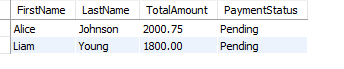 FirstName LastName TotalAmount PaymentStatus
Alice Johnson 2000.75 Pending
Liam Young 1800.00 Pending